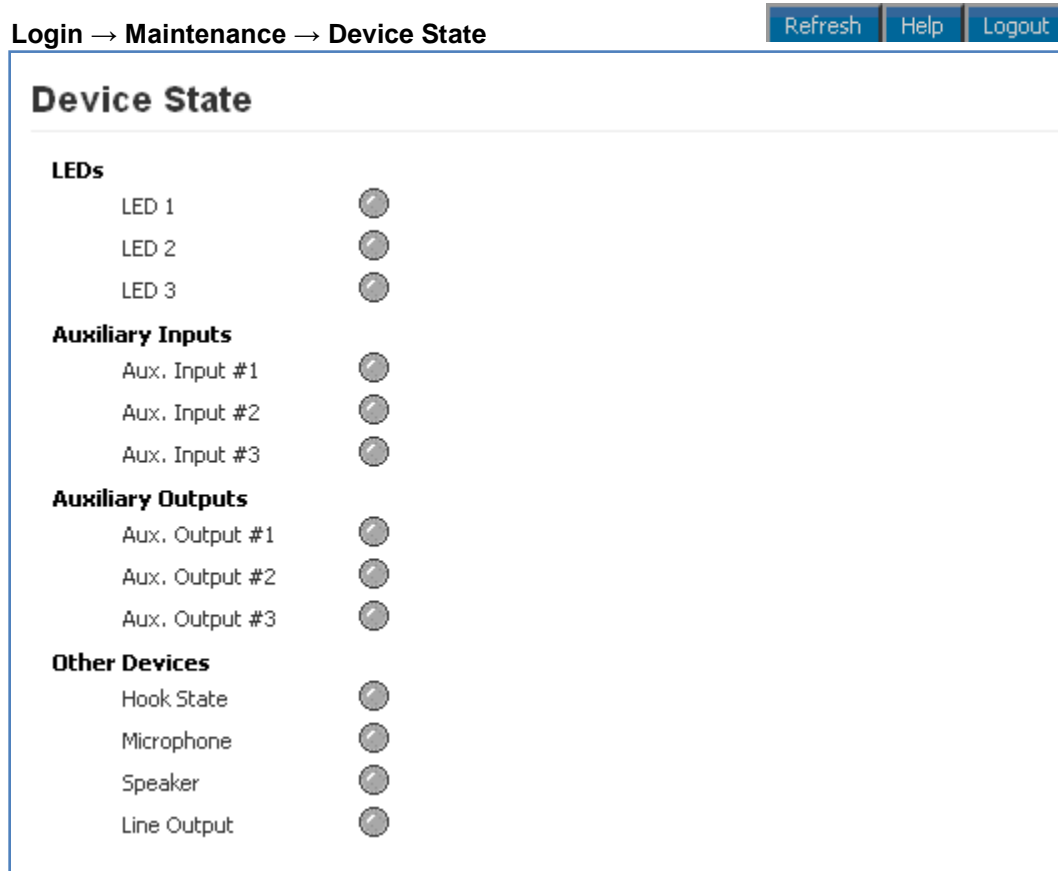 Login → Maintenance → Device State
Refresh Help Logout
Device State
LEDs
LED 1
LED 2
LED 3
Auxiliary Inputs
Aux. Input #1
Aux. Input #2
Aux. Input #3
Auxiliary Outputs
Aux. Output #1
Aux. Output #2
Aux. Output #3
Other Devices
Hook State
Microphone
Speaker
Line Output